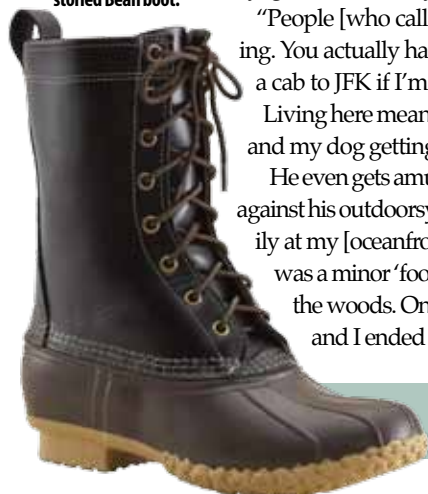 storied Bean boot.
“People [who call
ing. You actually ha
a cab to JFK if I’m
Living here mean
and my dog getting
He even gets amu
against his outdoorsy
ily at my [oceanfro
was a minor ‘foo
the woods. On
and I ended